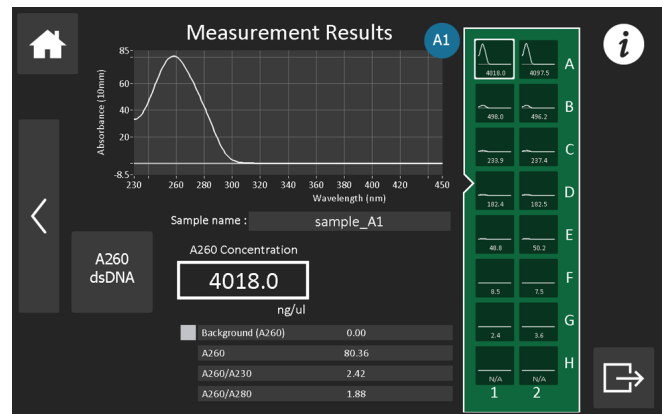 Measurement Results
A1
i
Absorbance (10mm)
85
60
40
20
-8.5
230 260 280 300 320 340 360 380 400 420 450
Wavelength (nm)
Sample name : sample_A1
A260
dsDNA
A260 Concentration
4018.0
ng/ul
Background (A260) 0.00
A260 80.36
A260/A230 2.42
A260/A280 1.88
4018.0 4097.5 A
498.0 496.2 B
233.9 237.4 C
182.4 182.5 D
48.8 50.2 E
8.5 7.5 F
2.4 3.6 G
N/A N/A H
1 2